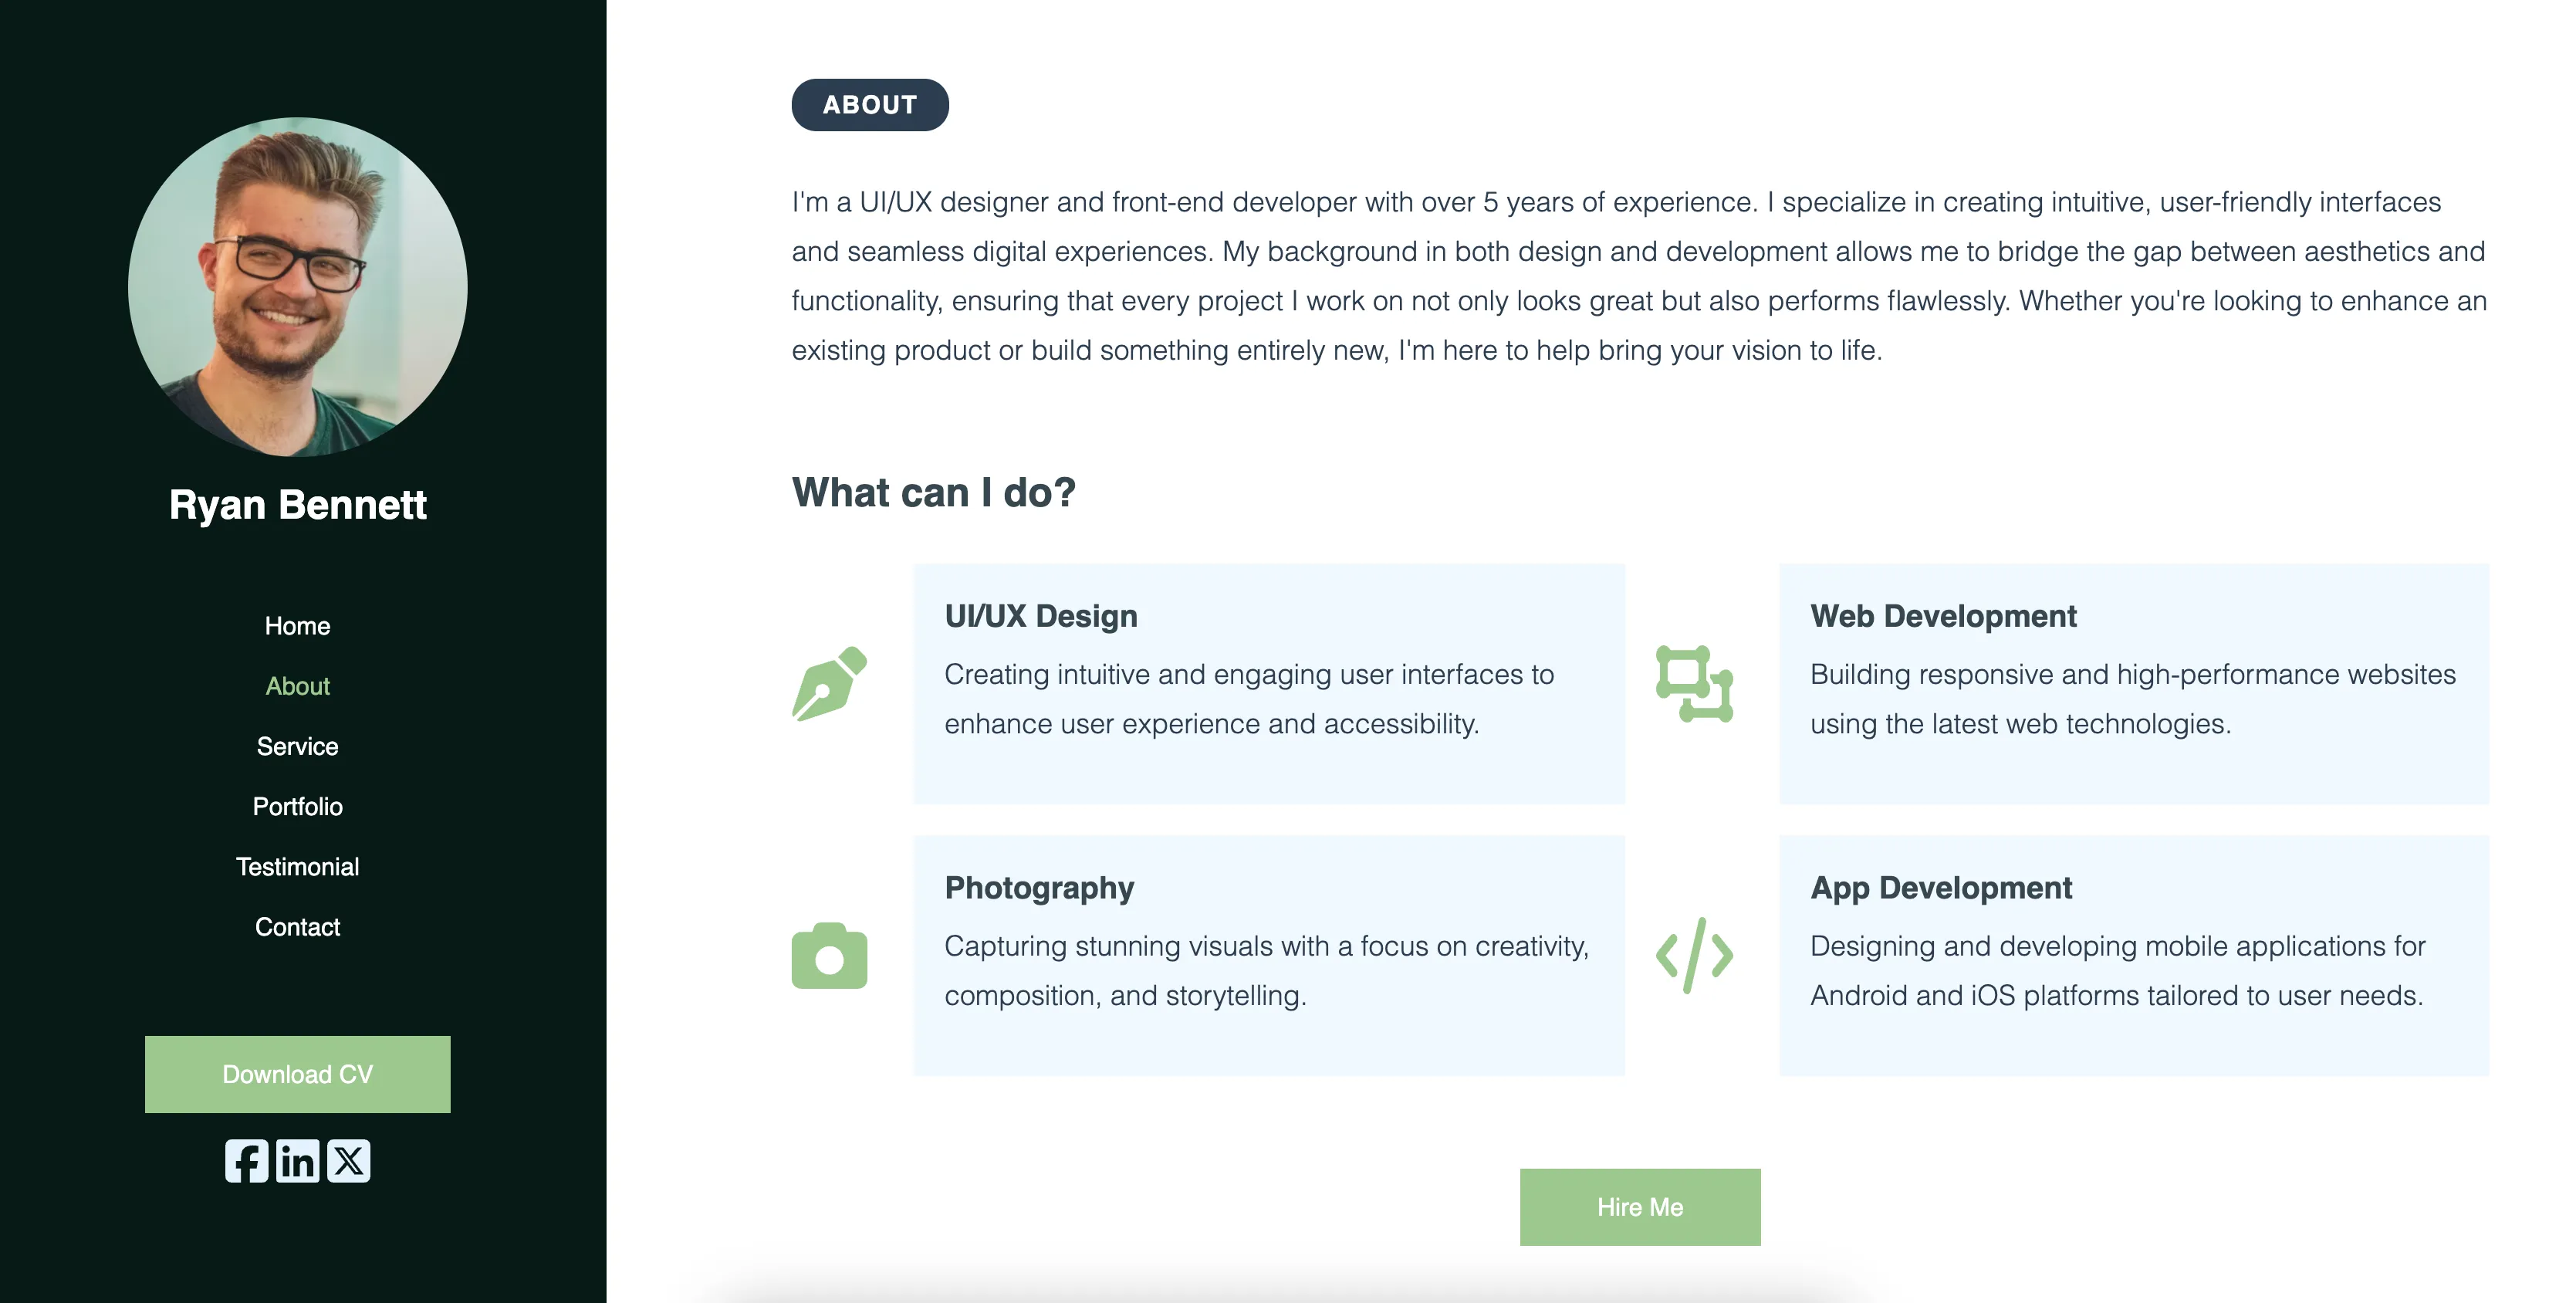 Ryan Bennett
Home
About
Service
Portfolio
Testimonial
Contact
Download CV
ABOUT
I'm a UI/UX designer and front-end developer with over 5 years of experience. I specialize in creating intuitive, user-friendly interfaces
and seamless digital experiences. My background in both design and development allows me to bridge the gap between aesthetics and
functionality, ensuring that every project I work on not only looks great but also performs flawlessly. Whether you're looking to enhance an
existing product or build something entirely new, I'm here to help bring your vision to life.
What can I do?
UI/UX Design
Creating intuitive and engaging user interfaces to
enhance user experience and accessibility.
Web Development
Building responsive and high-performance websites
using the latest web technologies.
Photography
Capturing stunning visuals with a focus on creativity,
composition, and storytelling.
App Development
Designing and developing mobile applications for
Android and iOS platforms tailored to user needs.
Hire Me